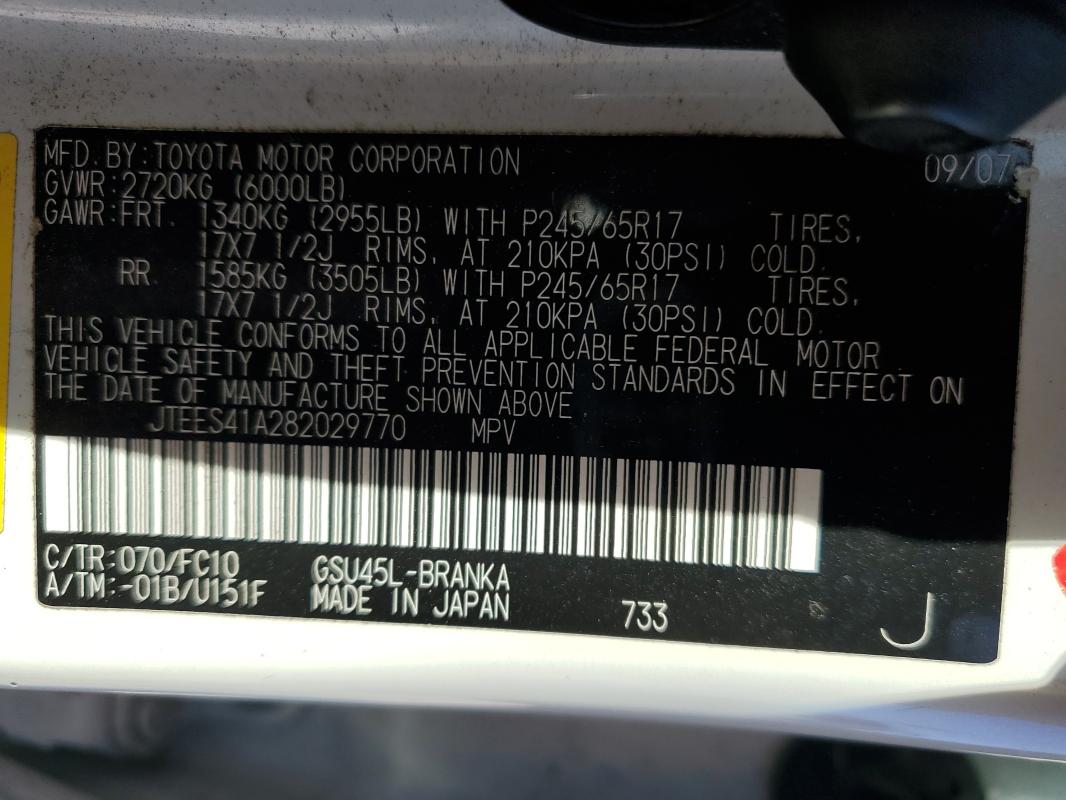 MFD. BY: TOYOTA MOTOR CORPORATION 09/07
GVWR: 2720KG (6000LB)
GAWR: FRT. 1340KG (2955LB) WITH P245/65R17 TIRES,
17X7 1/2J RIMS, AT 210KPA (30PSI) COLD.
RR. 1585KG (3505LB) WITH P245/65R17 TIRES,
17X7 1/2J RIMS, AT 210KPA (30PSI) COLD.
THIS VEHICLE CONFORMS TO ALL APPLICABLE FEDERAL MOTOR
VEHICLE SAFETY AND THEFT PREVENTION STANDARDS IN EFFECT ON
THE DATE OF MANUFACTURE SHOWN ABOVE.
JTEES41A282029770 MPV
C/TR: 070/FC10 GSU45L-BRANKA
A/TM: -01B/U151F MADE IN JAPAN 733 J